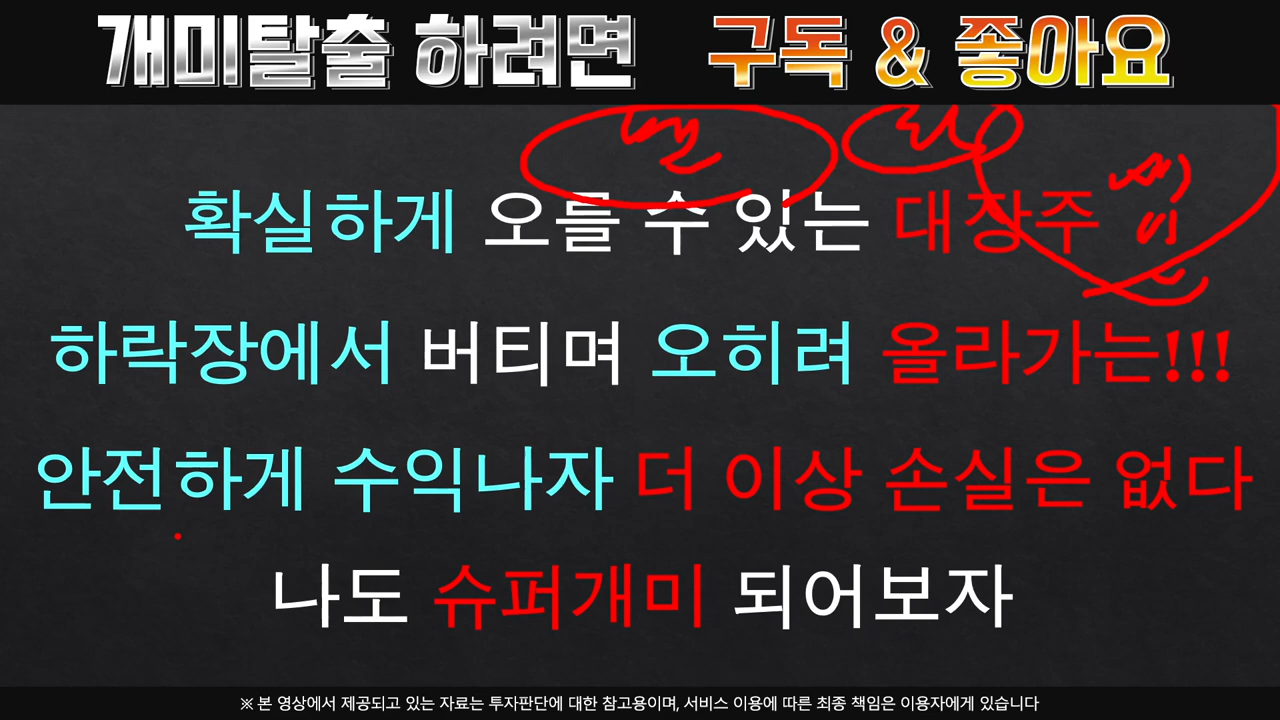 개미탈출 하려면 구독 & 좋아요
확실하게 오를 수 있는 대장주
하락장에서 버티며 오히려 올라가는!!!
안전하게 수익나자 더 이상 손실은 없다
나도 슈퍼개미 되어보자
※ 본 영상에서 제공되고 있는 자료는 투자판단에 대한 참고용이며, 서비스 이용에 따른 최종 책임은 이용자에게 있습니다